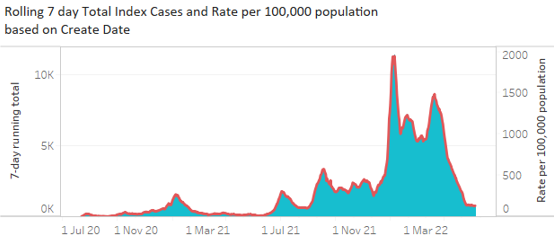 Rolling 7 day Total Index Cases and Rate per 100,000 population
based on Create Date
7-day running total
10K
5K
0K
2000
1500
1000
500
0
Rate per 100,000 population
1 Jul 20 1 Nov 20 1 Mar 21 1 Jul 21 1 Nov 21 1 Mar 22